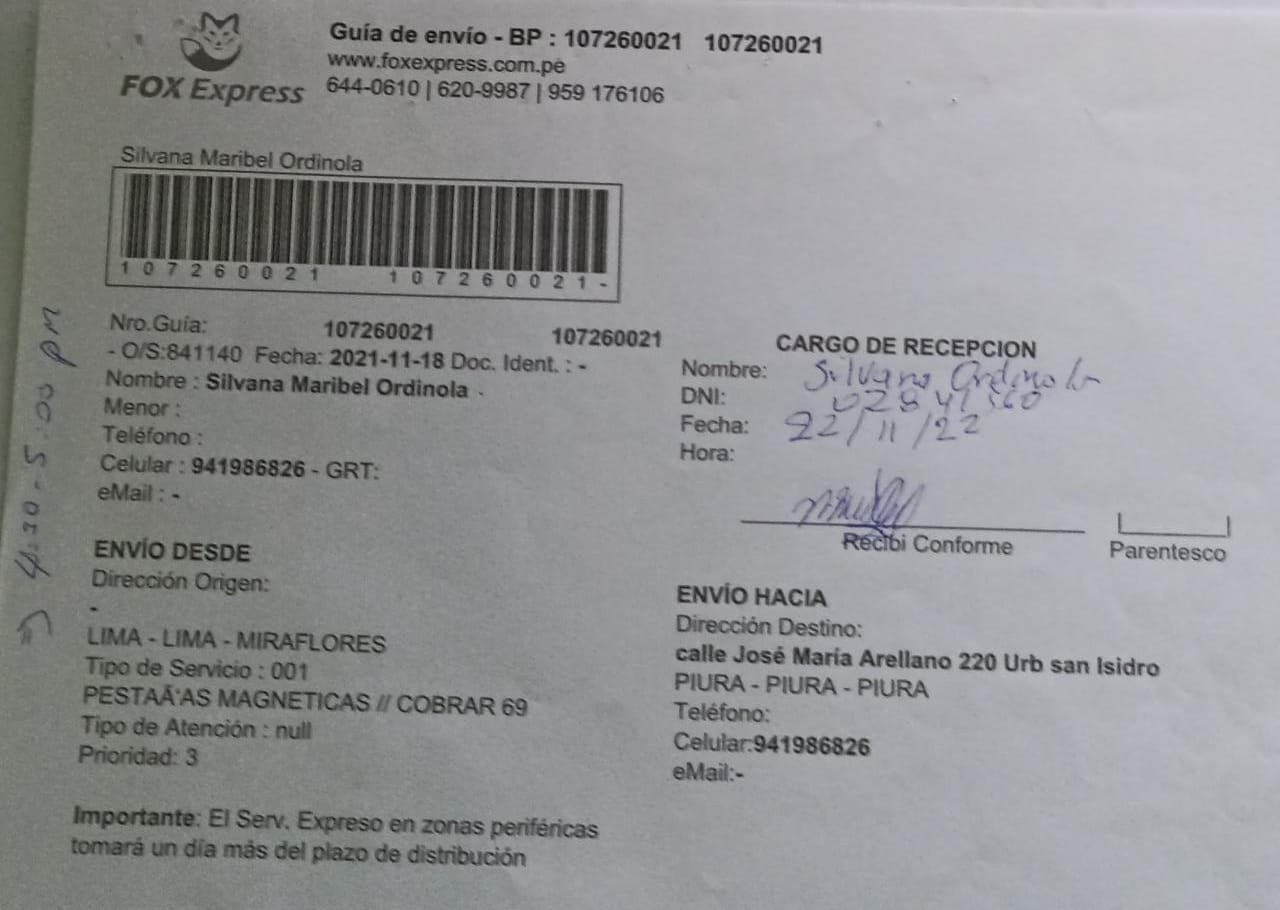 FOX Express
Guía de envío - BP : 107260021 107260021
www.foxexpress.com.pe
644-0610 | 620-9987 | 959 176106
Silvana Maribel Ordinola
107260021 107260021-
Nro.Guía: 107260021 107260021
- O/S:841140 Fecha: 2021-11-18 Doc. Ident. : -
Nombre : Silvana Maribel Ordinola
Menor :
Teléfono :
Celular : 941986826 - GRT:
eMail : -
CARGO DE RECEPCION
Nombre: Silvana Ordinola
DNI:
Fecha: 22/11/22
Hora:
Recibi Conforme
Parentesco
4:30 - 5:00 pm
ENVÍO DESDE
Dirección Origen:
-
LIMA - LIMA - MIRAFLORES
Tipo de Servicio : 001
PESTAÃ'AS MAGNETICAS // COBRAR 69
Tipo de Atención : null
Prioridad: 3
ENVÍO HACIA
Dirección Destino:
calle José María Arellano 220 Urb san Isidro
PIURA - PIURA - PIURA
Teléfono:
Celular:941986826
eMail:-
Importante: El Serv. Expreso en zonas periféricas
tomará un día más del plazo de distribución